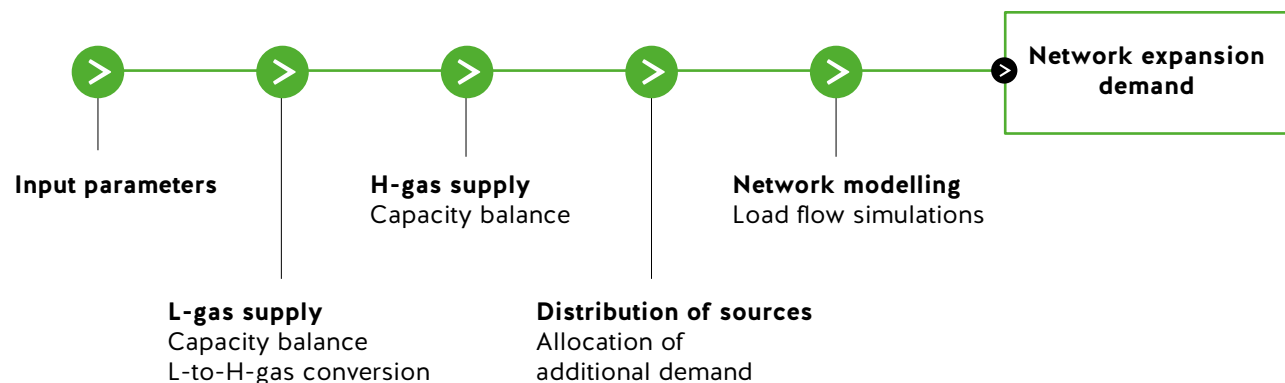 Network expansion
demand
Input parameters
H-gas supply
Capacity balance
Network modelling
Load flow simulations
L-gas supply
Capacity balance
L-to-H-gas conversion
Distribution of sources
Allocation of
additional demand